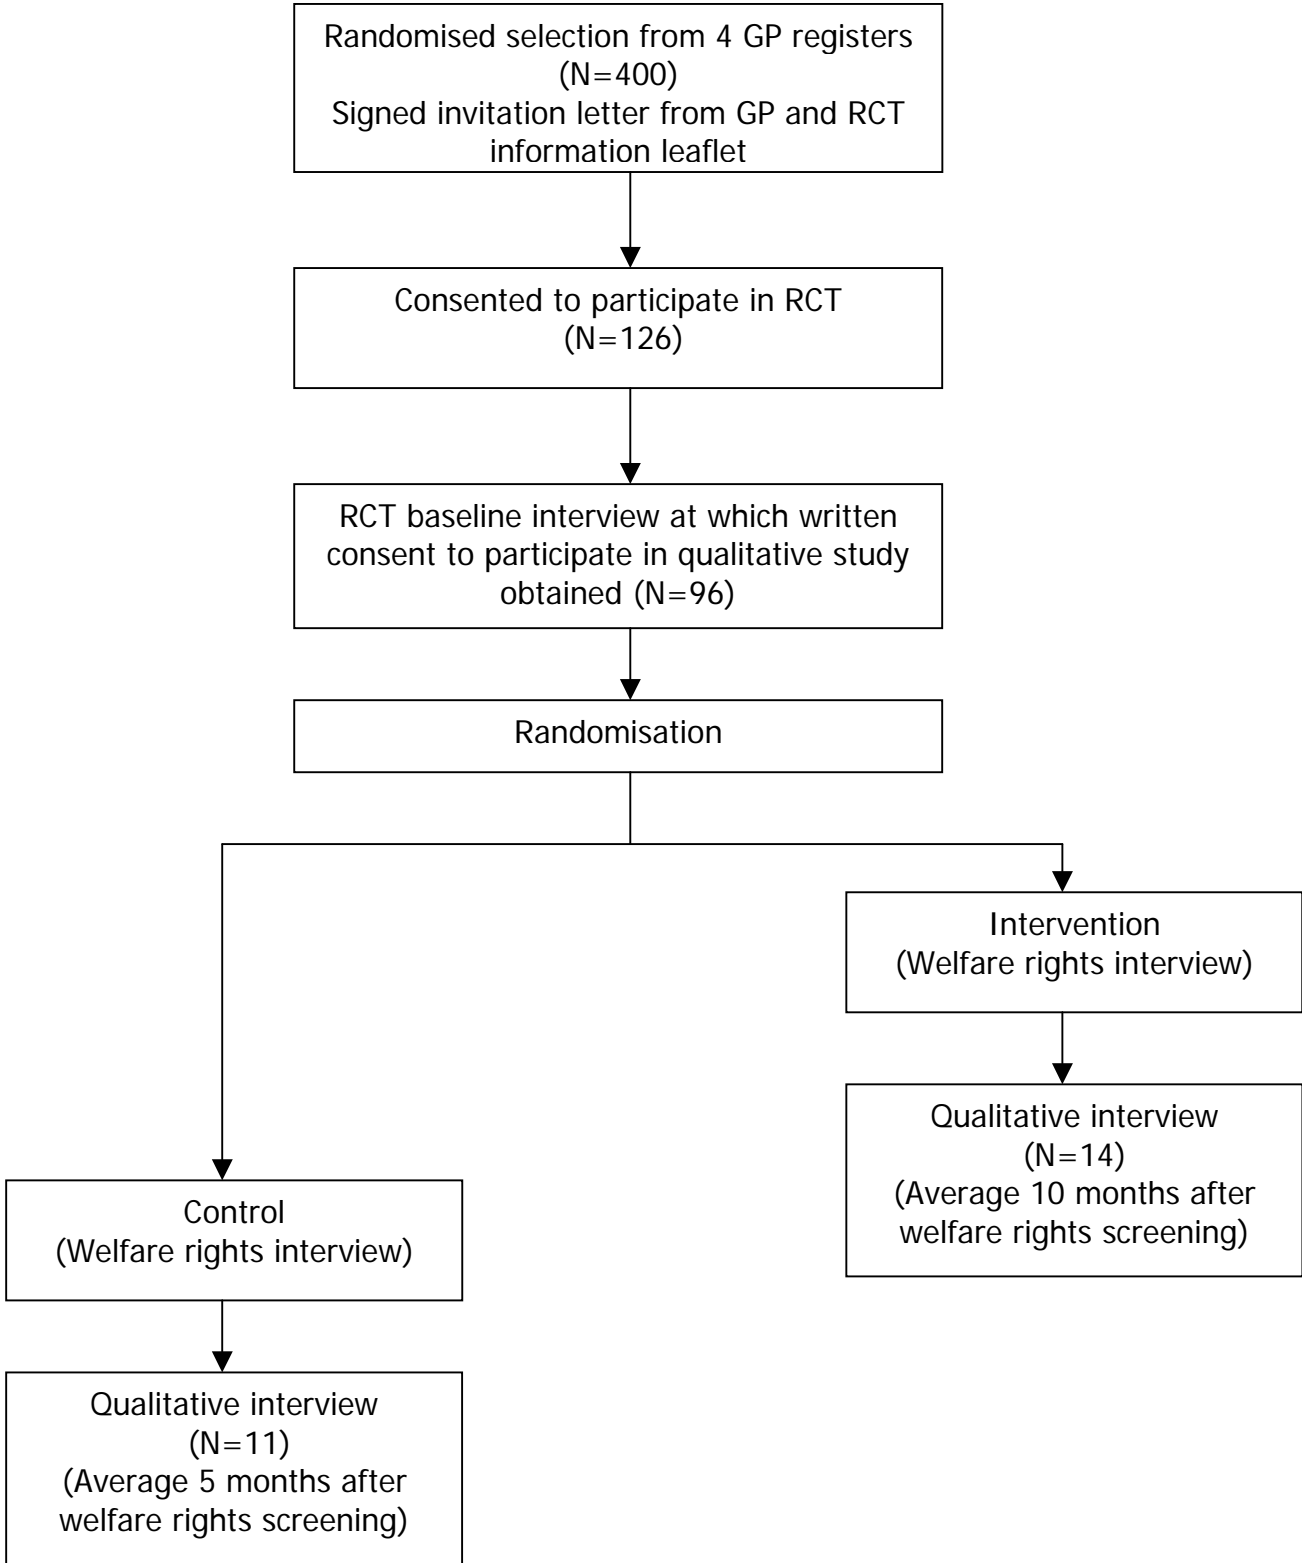 Randomised selection from 4 GP registers
(N=400)
Signed invitation letter from GP and RCT
information leaflet
Consented to participate in RCT
(N=126)
RCT baseline interview at which written
consent to participate in qualitative study
obtained (N=96)
Randomisation
Intervention
(Welfare rights interview)
Qualitative interview
(N=14)
(Average 10 months after
welfare rights screening)
Control
(Welfare rights interview)
Qualitative interview
(N=11)
(Average 5 months after
welfare rights screening)